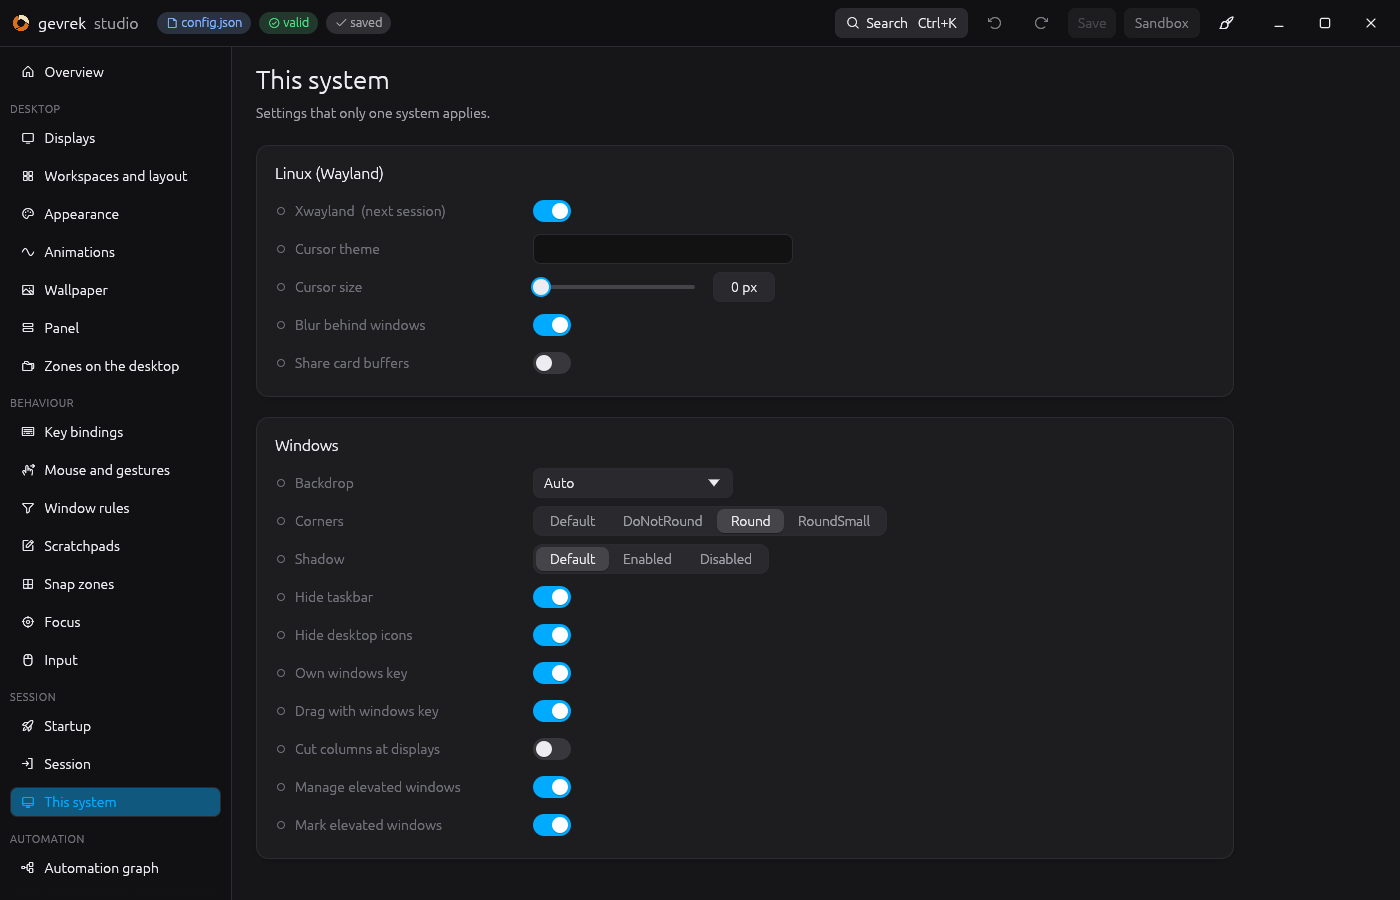 gevrek studio config.json valid saved Search Ctrl+K Save Sandbox
Overview
DESKTOP
Displays
Workspaces and layout
Appearance
Animations
Wallpaper
Panel
Zones on the desktop
BEHAVIOUR
Key bindings
Mouse and gestures
Window rules
Scratchpads
Snap zones
Focus
Input
SESSION
Startup
Session
This system
AUTOMATION
Automation graph
This system
Settings that only one system applies.
Linux (Wayland)
Xwayland (next session)
Cursor theme
Cursor size 0 px
Blur behind windows
Share card buffers
Windows
Backdrop Auto
Corners Default DoNotRound Round RoundSmall
Shadow Default Enabled Disabled
Hide taskbar
Hide desktop icons
Own windows key
Drag with windows key
Cut columns at displays
Manage elevated windows
Mark elevated windows